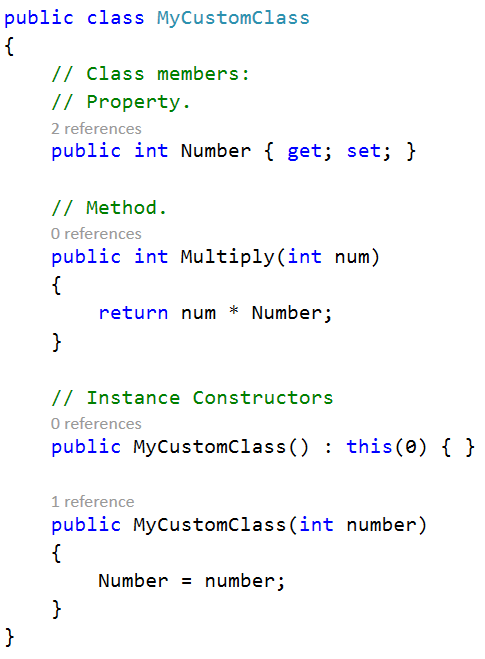 public class MyCustomClass
{
    // Class members:
    // Property.
    2 references
    public int Number { get; set; }

    // Method.
    0 references
    public int Multiply(int num)
    {
        return num * Number;
    }

    // Instance Constructors
    0 references
    public MyCustomClass() : this(0) { }

    1 reference
    public MyCustomClass(int number)
    {
        Number = number;
    }
}